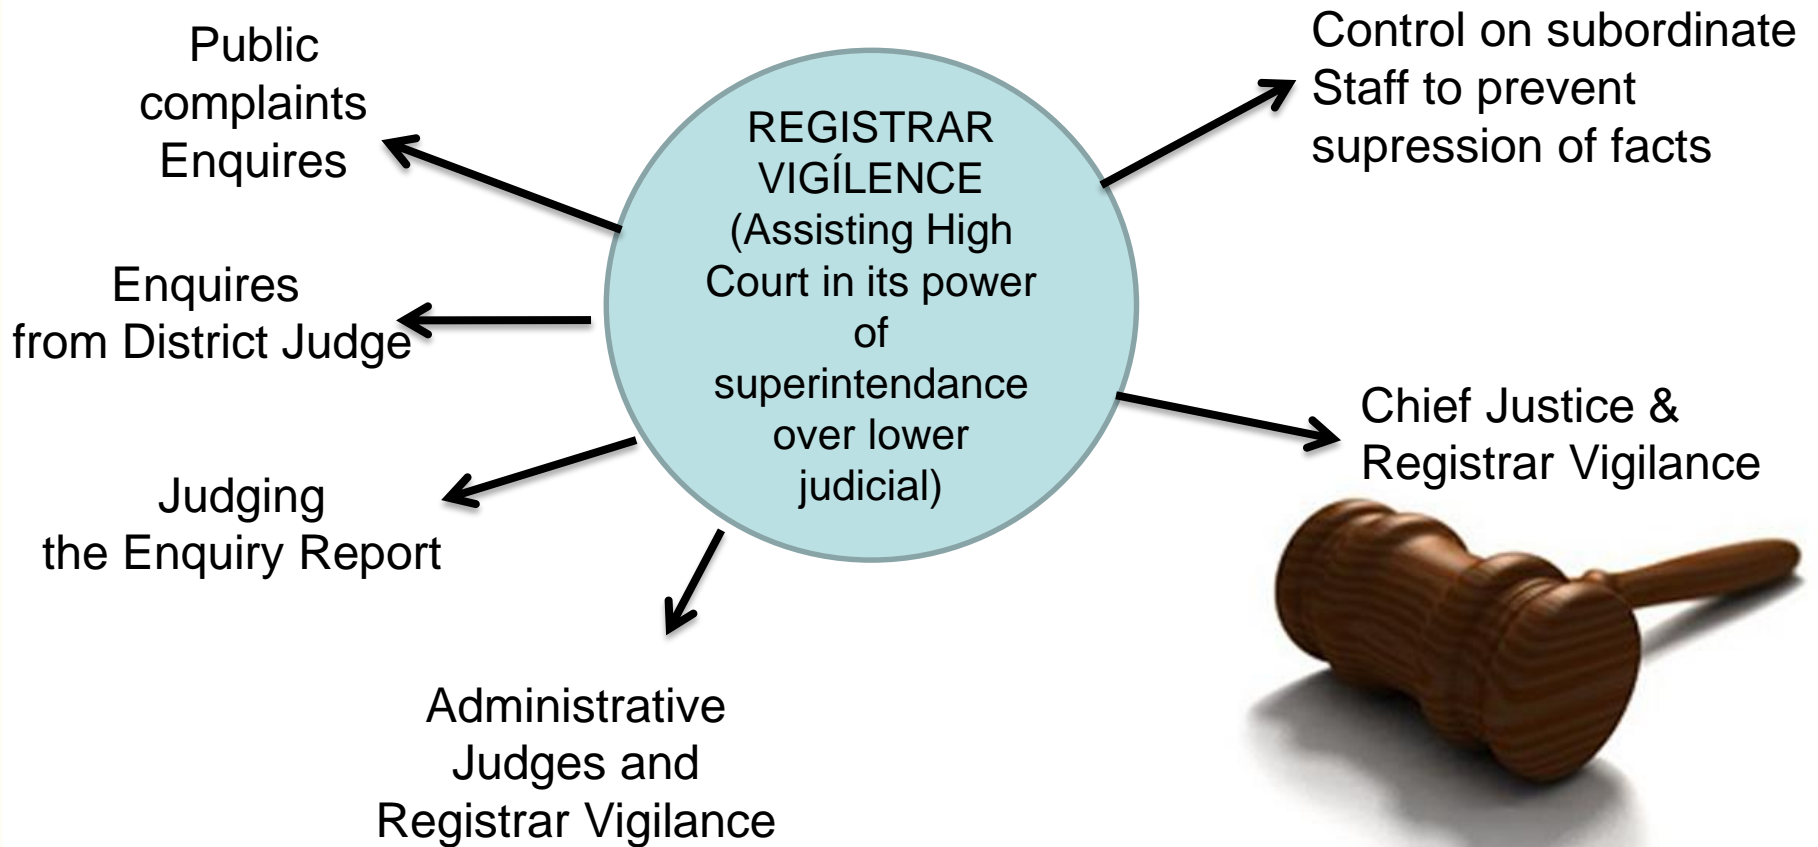 Public
complaints
Enquires
Enquires
from District Judge
Judging
the Enquiry Report
Administrative
Judges and
Registrar Vigilance
REGISTRAR
VIGÍLENCE
(Assisting High
Court in its power
of
superintendance
over lower
judicial)
Control on subordinate
Staff to prevent
supression of facts
Chief Justice &
Registrar Vigilance